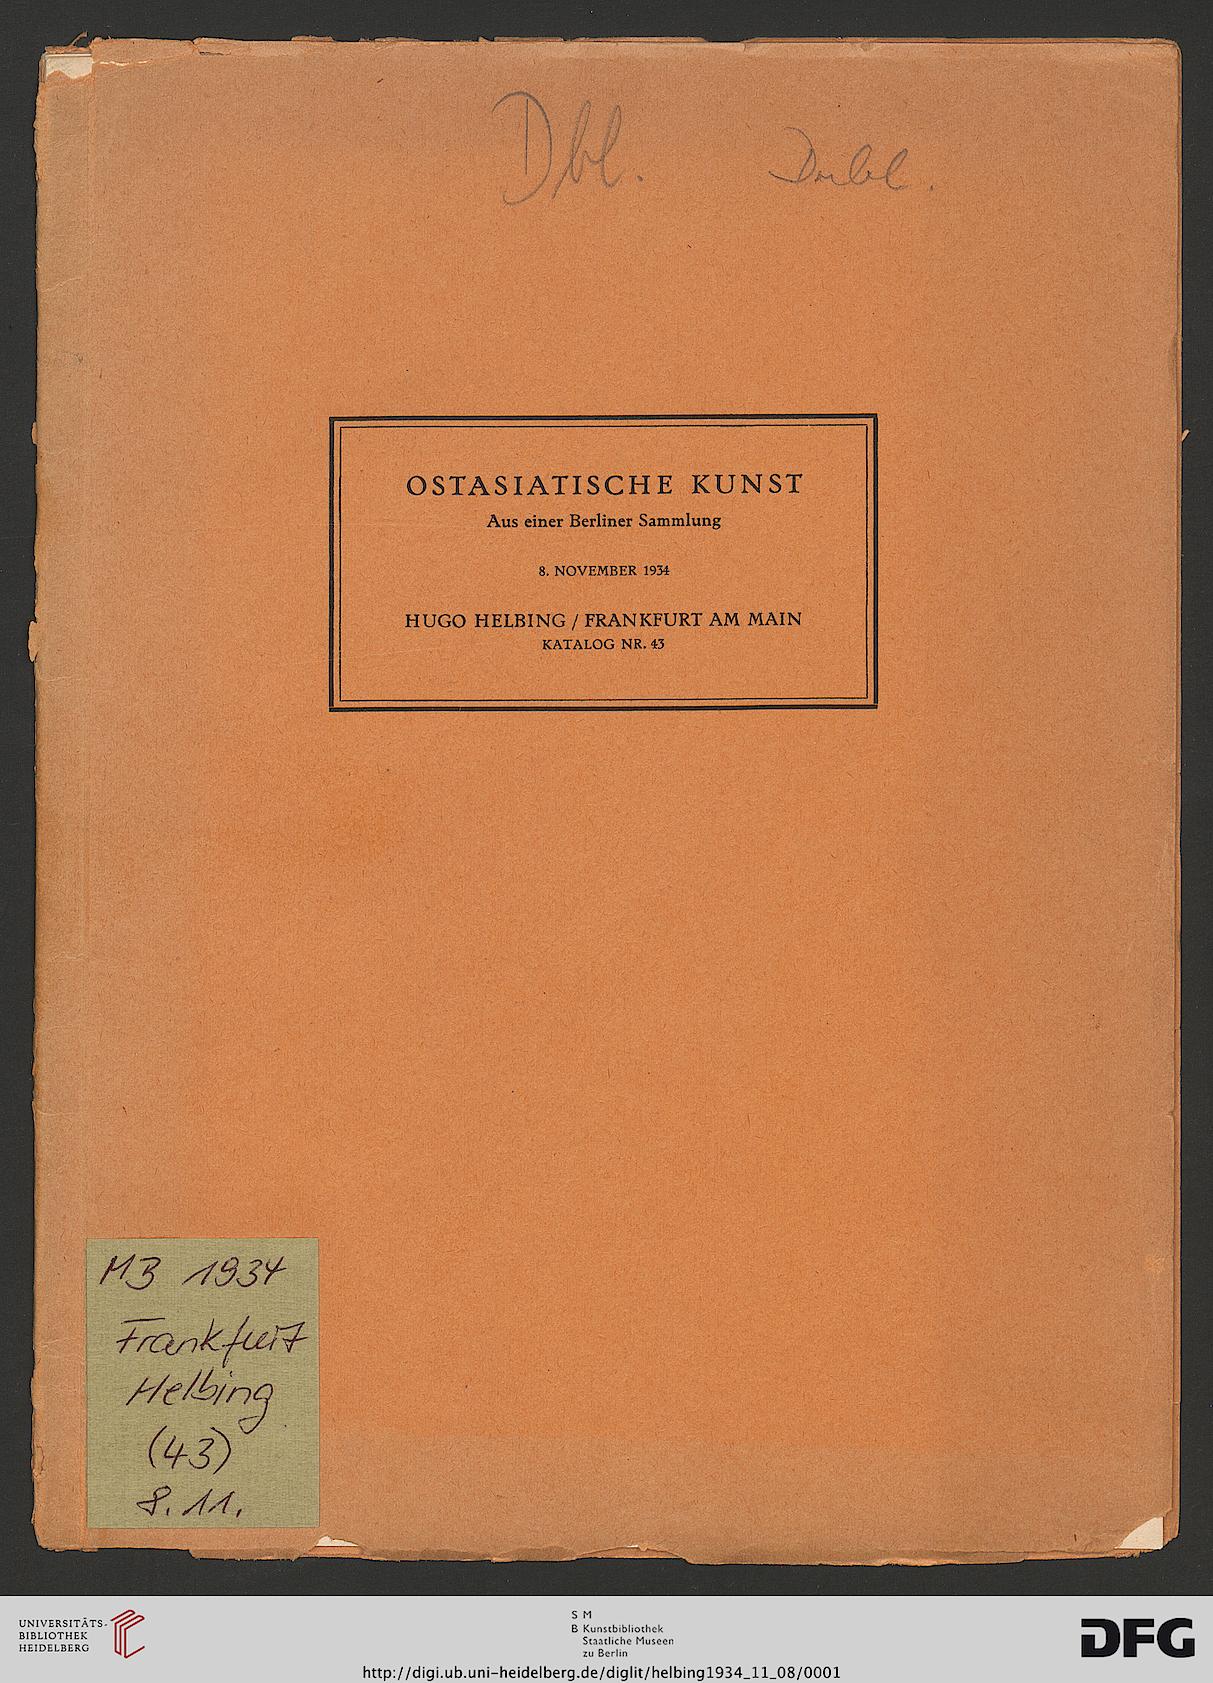 Dbl.
Dubl.
OSTASIATISCHE KUNST
Aus einer Berliner Sammlung
8. NOVEMBER 1934
HUGO HELBING / FRANKFURT AM MAIN
KATALOG NR. 43
MB 1934
Frankfurt
Helbing
(43)
8. 11.
UNIVERSITÄTS-
BIBLIOTHEK
HEIDELBERG
S M
B Kunstbibliothek
Staatliche Museen
zu Berlin
DFG
http://digi.ub.uni-heidelberg.de/diglit/helbing1934_11_08/0001